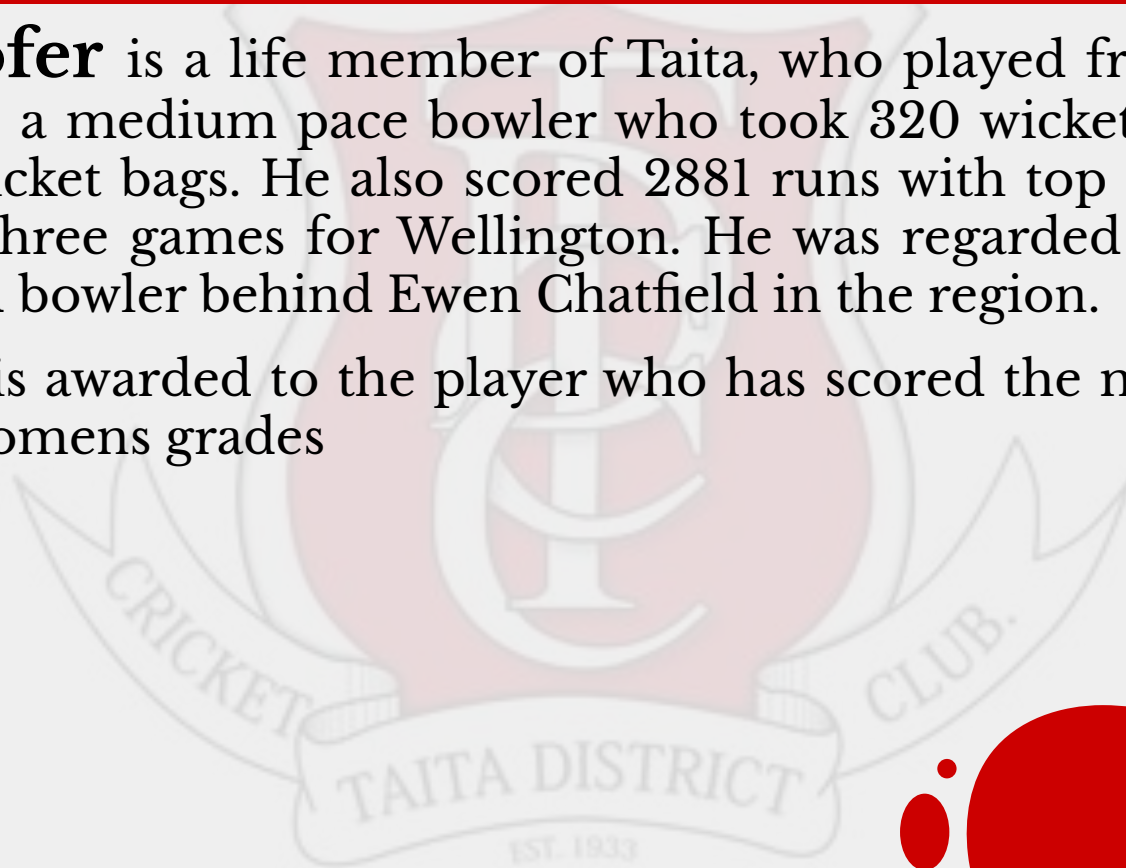 ofer is a life member of Taita, who played fr
a medium pace bowler who took 320 wicket
cket bags. He also scored 2881 runs with top
hree games for Wellington. He was regarded
bowler behind Ewen Chatfield in the region.
is awarded to the player who has scored the m
omens grades
CRICKET
CLUB.
TAITA DISTRICT
EST. 1933